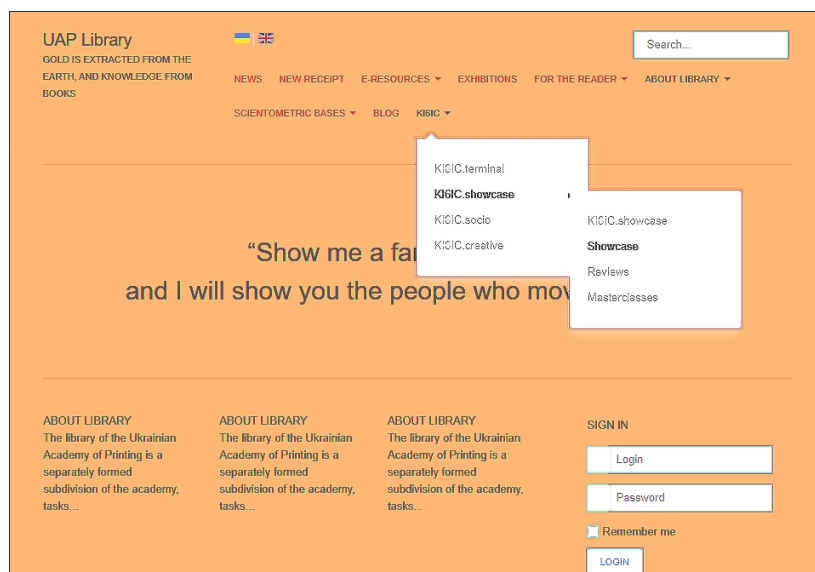 UAP Library
GOLD IS EXTRACTED FROM THE
EARTH, AND KNOWLEDGE FROM
BOOKS
Search...
NEWS NEW RECEIPT E-RESOURCES EXHIBITIONS FOR THE READER ABOUT LIBRARY
SCIENTOMETRIC BASES BLOG KI6IC
KI6IC.terminal
KI6IC.showcase
KI6IC.socio
KI6IC.creative
KI6IC.showcase
Showcase
Reviews
Masterclasses
“Show me a
and I will show you the people who
ABOUT LIBRARY
The library of the Ukrainian
Academy of Printing is a
separately formed
subdivision of the academy,
tasks...
ABOUT LIBRARY
The library of the Ukrainian
Academy of Printing is a
separately formed
subdivision of the academy,
tasks...
ABOUT LIBRARY
The library of the Ukrainian
Academy of Printing is a
separately formed
subdivision of the academy,
tasks...
SIGN IN
Login
Password
Remember me
LOGIN